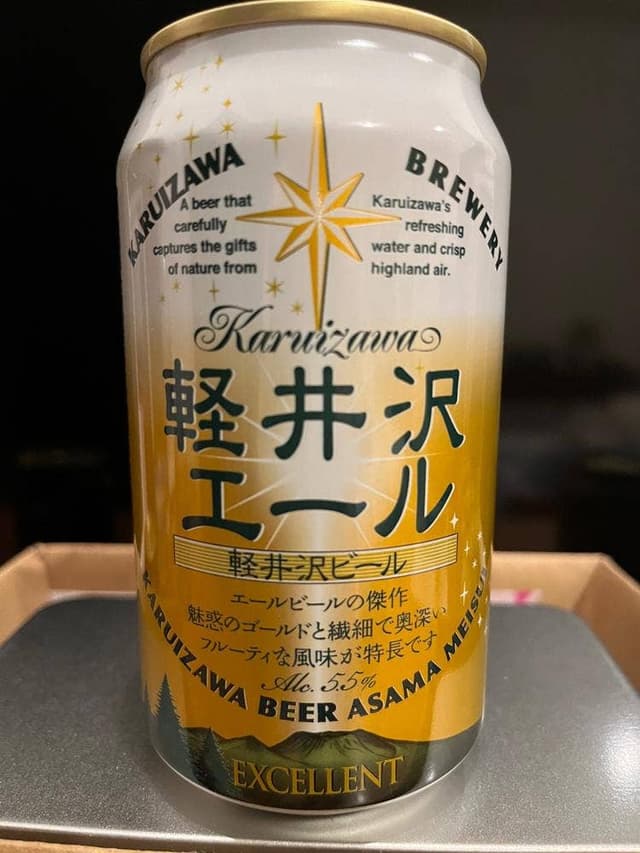 KARUIZAWA BREWERY
A beer that
carefully
captures the gifts
of nature from
Karuizawa's
refreshing
water and crisp
highland air.
Karuizawa
軽井沢
エール
軽井沢ビール
エールビールの傑作
魅惑のゴールドと繊細で奥深い
フルーティな風味が特長です
Alc. 5.5%
KARUIZAWA BEER ASAMA MEISUI
EXCELLENT